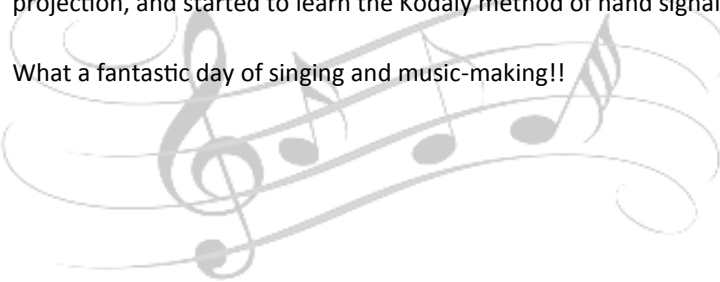 projection, and started to learn the Kodaly method of hand signal
What a fantastic day of singing and music-making!!